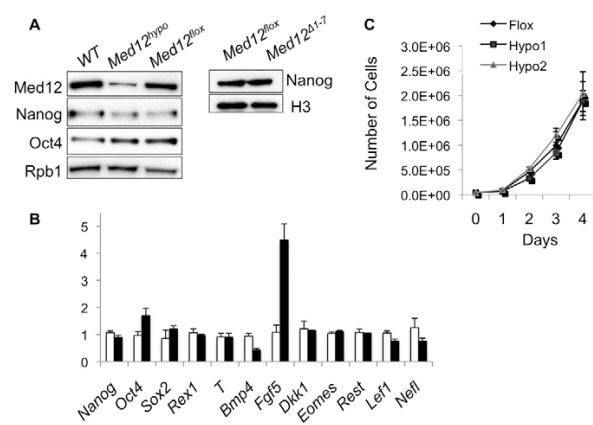 A
WT Med12hypo Med12flox
Med12
Nanog
Oct4
Rpb1
Med12flox Med12Δ1-7
Nanog
H3
C
Flox
Hypo1
Hypo2
Number of Cells
3.0E+06
2.5E+06
2.0E+06
1.5E+06
1.0E+06
5.0E+05
0.0E+00
0 1 2 3 4
Days
B
5
4
3
2
1
0
Nanog Oct4 Sox2 Rex1 T Bmp4 Fgf5 Dkk1 Eomes Rest Lef1 Nefl